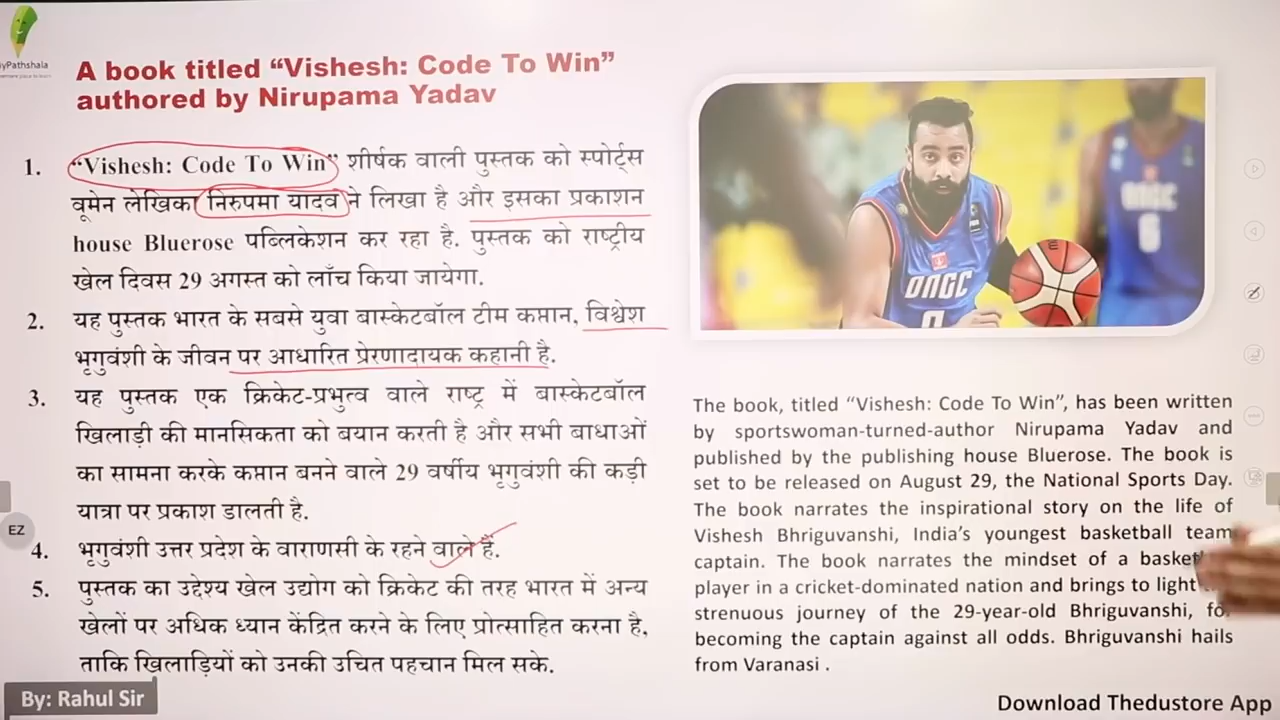 yPathshala
A book titled “Vishesh: Code To Win”
authored by Nirupama Yadav
1. “Vishesh: Code To Win” शीर्षक वाली पुस्तक को स्पोर्ट्स
वूमेन लेखिका निरुपमा यादव ने लिखा है और इसका प्रकाशन
house Bluerose पब्लिकेशन कर रहा है. पुस्तक को राष्ट्रीय
खेल दिवस 29 अगस्त को लाँच किया जायेगा.
2. यह पुस्तक भारत के सबसे युवा बास्केटबॉल टीम कप्तान, विश्वेश
भृगुवंशी के जीवन पर आधारित प्रेरणादायक कहानी है.
3. यह पुस्तक एक क्रिकेट-प्रभुत्व वाले राष्ट्र में बास्केटबॉल
खिलाड़ी की मानसिकता को बयान करती है और सभी बाधाओं
का सामना करके कप्तान बनने वाले 29 वर्षीय भृगुवंशी की कड़ी
यात्रा पर प्रकाश डालती है.
4. भृगुवंशी उत्तर प्रदेश के वाराणसी के रहने वाले हैं.
5. पुस्तक का उद्देश्य खेल उद्योग को क्रिकेट की तरह भारत में अन्य
खेलों पर अधिक ध्यान केंद्रित करने के लिए प्रोत्साहित करना है,
ताकि खिलाड़ियों को उनकी उचित पहचान मिल सके.
EZ
By: Rahul Sir
ONGC
ONGC
6
The book, titled “Vishesh: Code To Win”, has been written
by sportswoman-turned-author Nirupama Yadav and
published by the publishing house Bluerose. The book is
set to be released on August 29, the National Sports Day.
The book narrates the inspirational story on the life of
Vishesh Bhriguvanshi, India’s youngest basketball team
captain. The book narrates the mindset of a basket
player in a cricket-dominated nation and brings to light
strenuous journey of the 29-year-old Bhriguvanshi, for
becoming the captain against all odds. Bhriguvanshi hails
from Varanasi .
Download Thedustore App